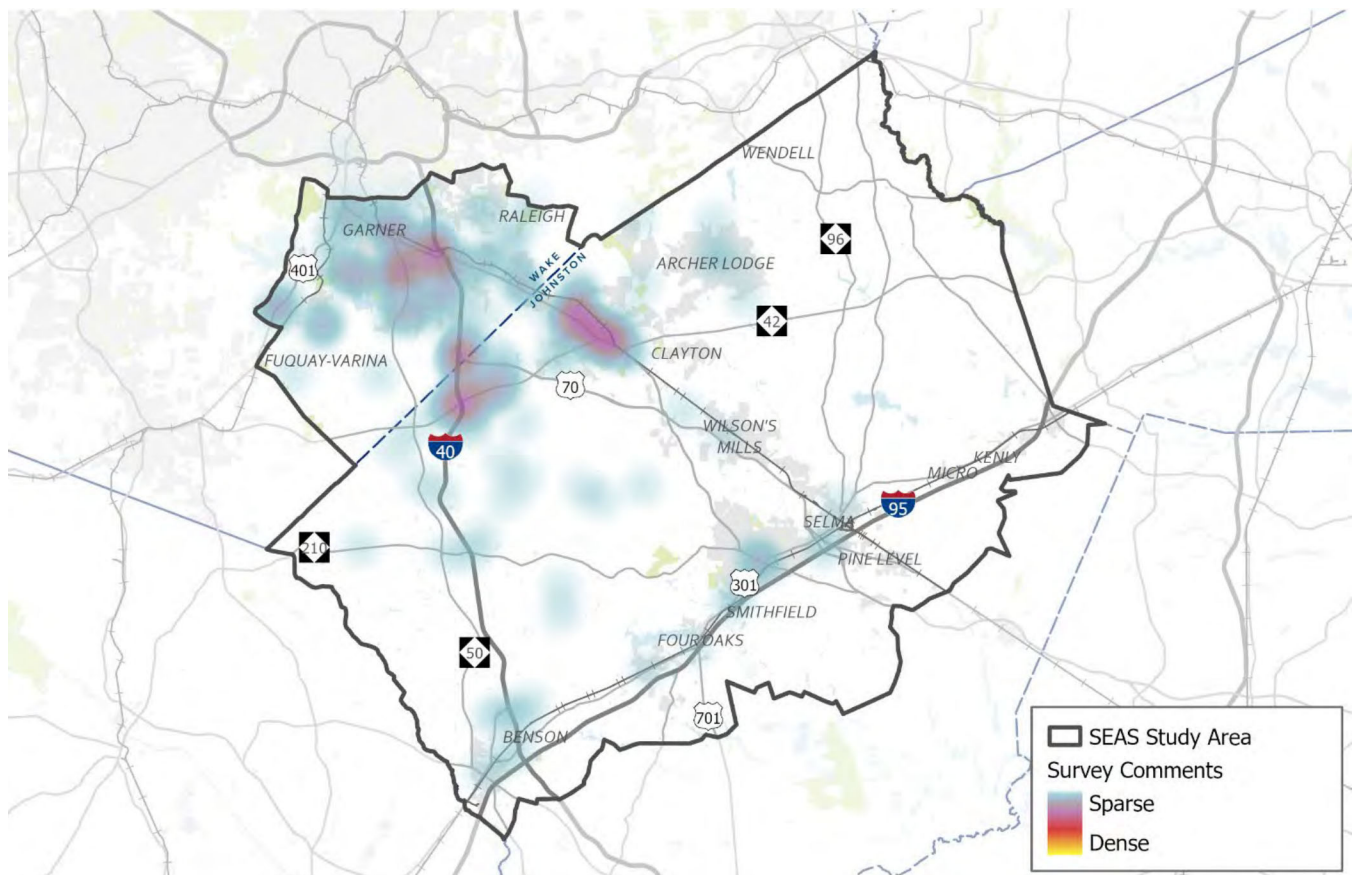 WENDELL
RALEIGH
GARNER
96
401
WAKE
JOHNSTON
ARCHER LODGE
42
CLAYTON
FUQUAY-VARINA
70
WILSON'S
MILLS
40
KENLY
MICRO
95
SELMA
210
PINE LEVEL
301
SMITHFIELD
FOUR OAKS
50
701
BENSON
SEAS Study Area
Survey Comments
Sparse
Dense